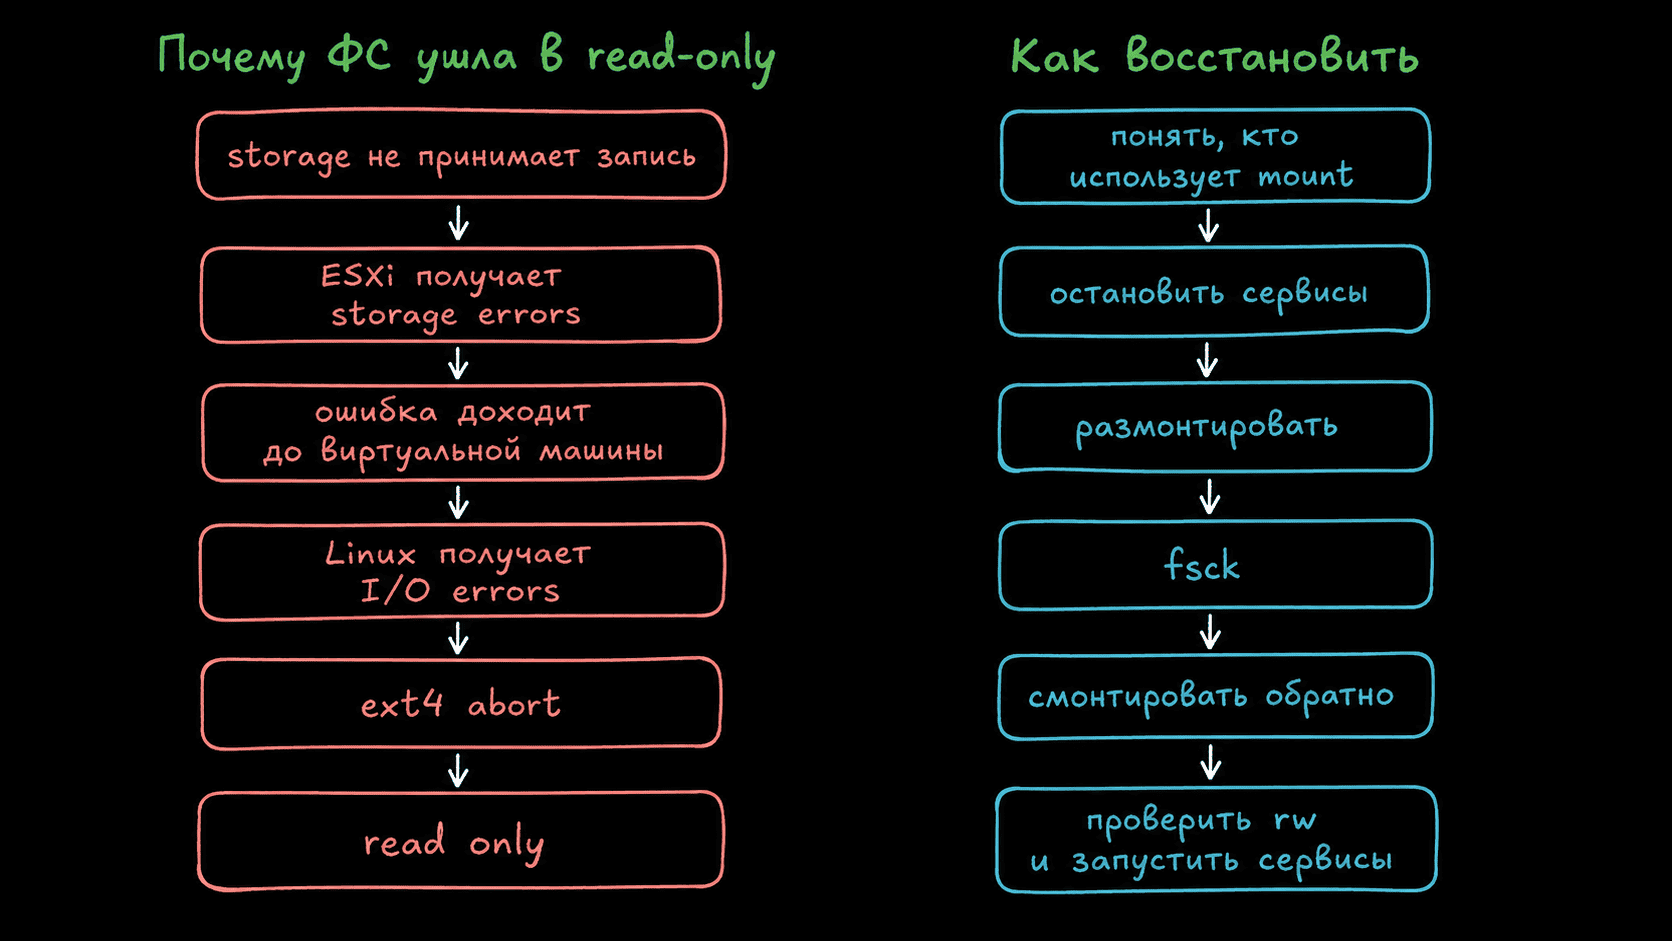 Почему ФС ушла в read-only
storage не принимает запись
ESXi получает
storage errors
ошибка доходит
до виртуальной машины
Linux получает
I/O errors
ext4 abort
read only
Как восстановить
понять, кто
использует mount
остановить сервисы
размонтировать
fsck
смонтировать обратно
проверить rw
и запустить сервисы